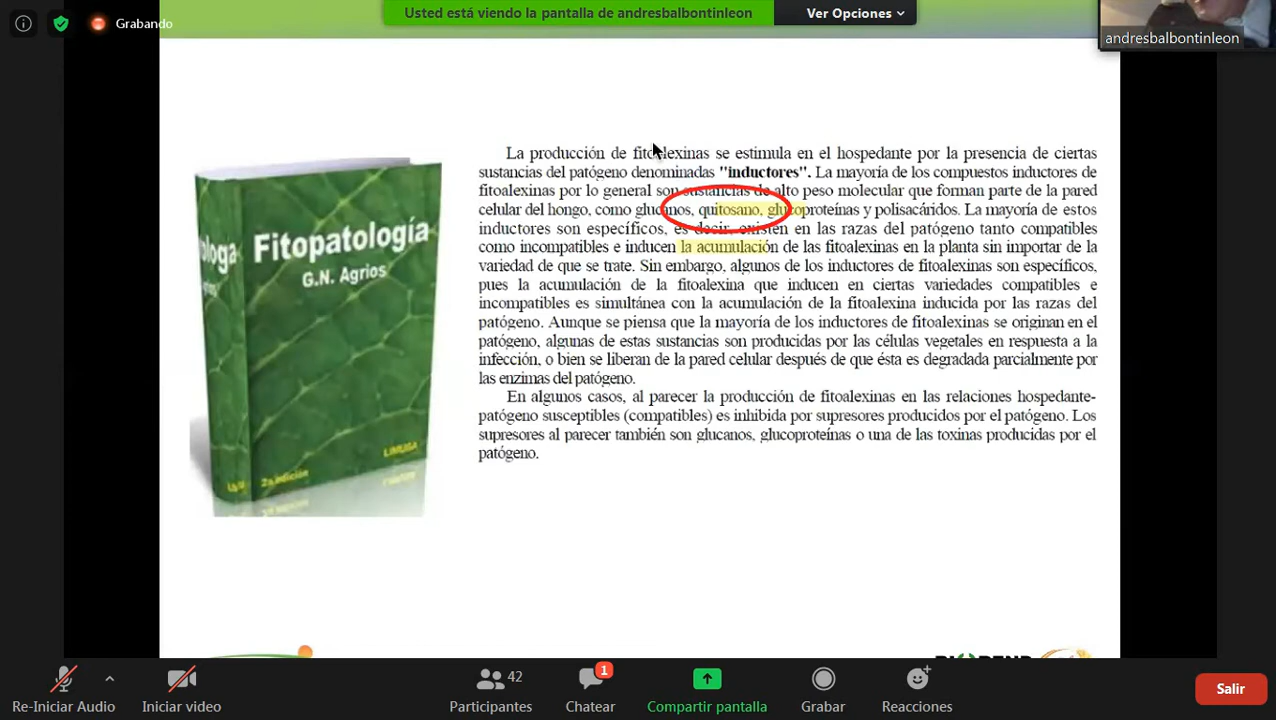 Grabando
Usted está viendo la pantalla de andresbalbontinleon
Ver Opciones
andresbalbontinleon
Fitopatología
G.N. Agrios
LIMUSA
2a edición
La producción de fitoalexinas se estimula en el hospedante por la presencia de ciertas
sustancias del patógeno denominadas "inductores". La mayoría de los compuestos inductores de
fitoalexinas por lo general son sustancias de alto peso molecular que forman parte de la pared
celular del hongo, como glucanos, quitosano, glucoproteínas y polisacáridos. La mayoría de estos
inductores son específicos, es decir, existen en las razas del patógeno tanto compatibles
como incompatibles e inducen la acumulación de las fitoalexinas en la planta sin importar de la
variedad de que se trate. Sin embargo, algunos de los inductores de fitoalexinas son específicos,
pues la acumulación de la fitoalexina que inducen en ciertas variedades compatibles e
incompatibles es simultánea con la acumulación de la fitoalexina inducida por las razas del
patógeno. Aunque se piensa que la mayoría de los inductores de fitoalexinas se originan en el
patógeno, algunas de estas sustancias son producidas por las células vegetales en respuesta a la
infección, o bien se liberan de la pared celular después de que ésta es degradada parcialmente por
las enzimas del patógeno.
En algunos casos, al parecer la producción de fitoalexinas en las relaciones hospedante-
patógeno susceptibles (compatibles) es inhibida por supresores producidos por el patógeno. Los
supresores al parecer también son glucanos, glucoproteínas o una de las toxinas producidas por el
patógeno.
Re-Iniciar Audio
Iniciar video
42
Participantes
1
Chatear
Compartir pantalla
Grabar
Reacciones
Salir